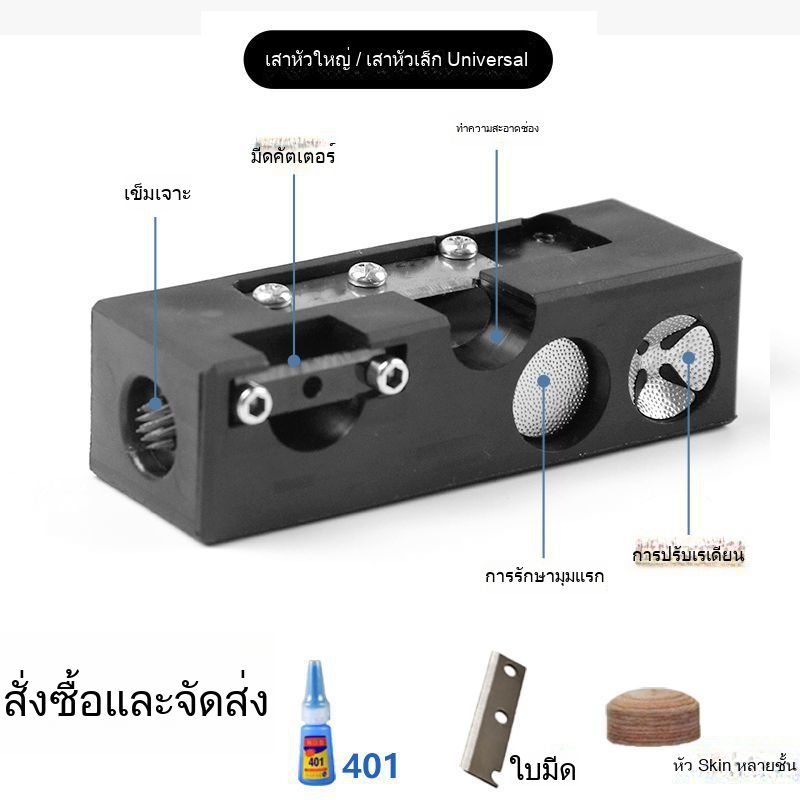 เสาหัวใหญ่ / เสาหัวเล็ก Universal
ทำความสะอาดช่อง
มีดคัตเตอร์
เข็มเจาะ
การปรับเรเดียน
การรักษามุมแรก
สั่งซื้อและจัดส่ง
401
401
ใบมีด
หัว Skin หลายชั้น